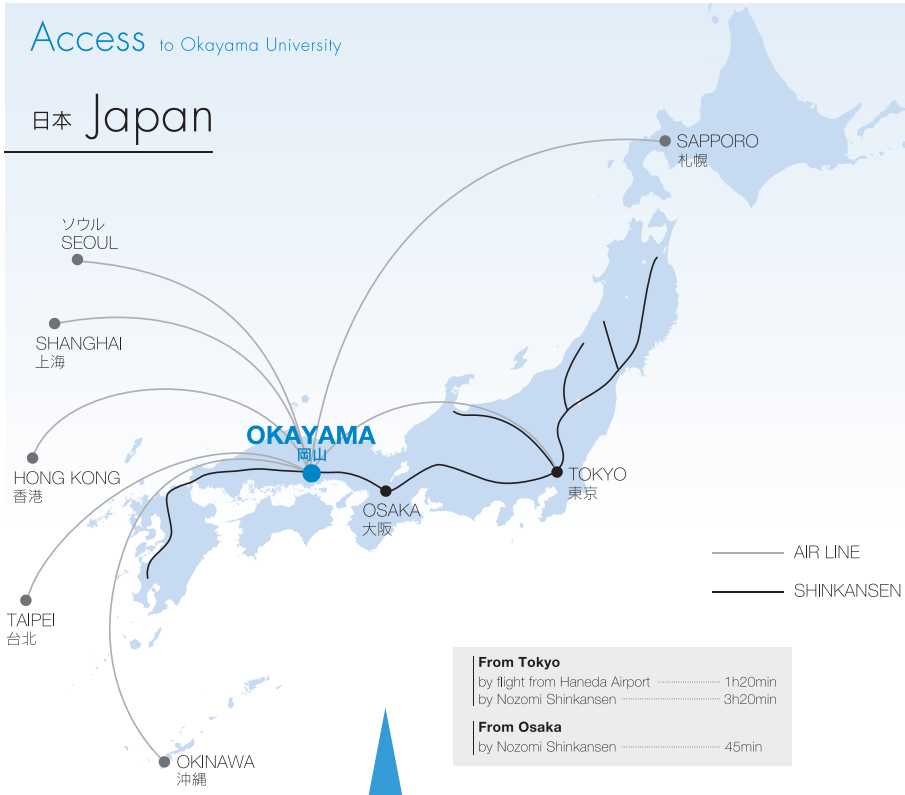 Access to Okayama University
日本 Japan
SAPPORO
札幌
ソウル
SEOUL
SHANGHAI
上海
OKAYAMA
岡山
HONG KONG
香港
TOKYO
東京
OSAKA
大阪
AIR LINE
SHINKANSEN
TAIPEI
台北
From Tokyo
by flight from Haneda Airport 1h20min
by Nozomi Shinkansen 3h20min
From Osaka
by Nozomi Shinkansen 45min
OKINAWA
沖縄